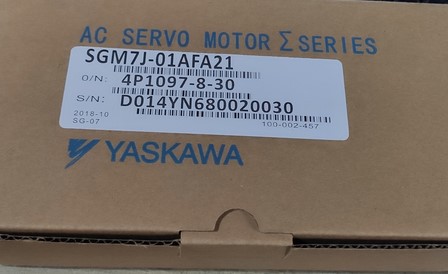 AC SERVO MOTOR Σ SERIES
SGM7J-01AFA21
O/N: 4P1097-8-30
S/N: D014YN680020030
2018-10
SG-07
100-002-457
YASKAWA